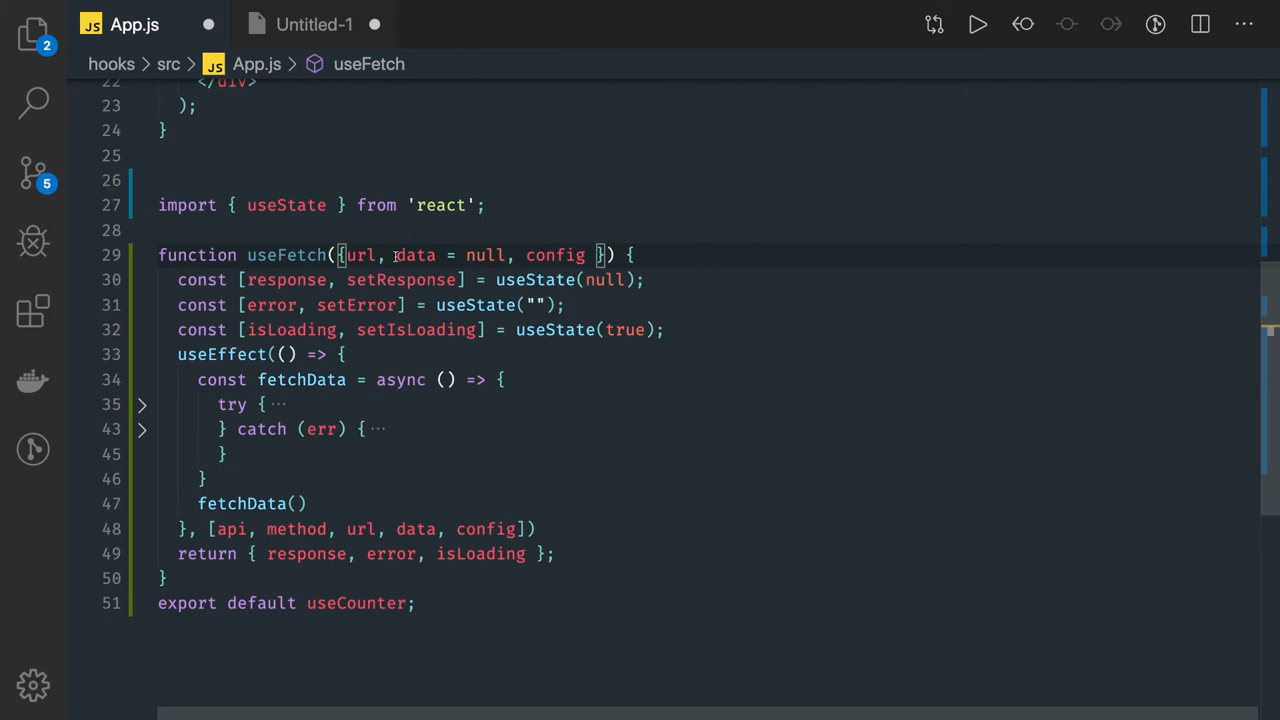 JS App.js Untitled-1
hooks > src > JS App.js > useFetch
2
5
22 </div>
23 );
24 }
25
26
27 import { useState } from 'react';
28
29 function useFetch({url, data = null, config }) {
30 const [response, setResponse] = useState(null);
31 const [error, setError] = useState("");
32 const [isLoading, setIsLoading] = useState(true);
33 useEffect(() => {
34 const fetchData = async () => {
35 try {···
43 } catch (err) {···
45 }
46 }
47 fetchData()
48 }, [api, method, url, data, config])
49 return { response, error, isLoading };
50 }
51 export default useCounter;